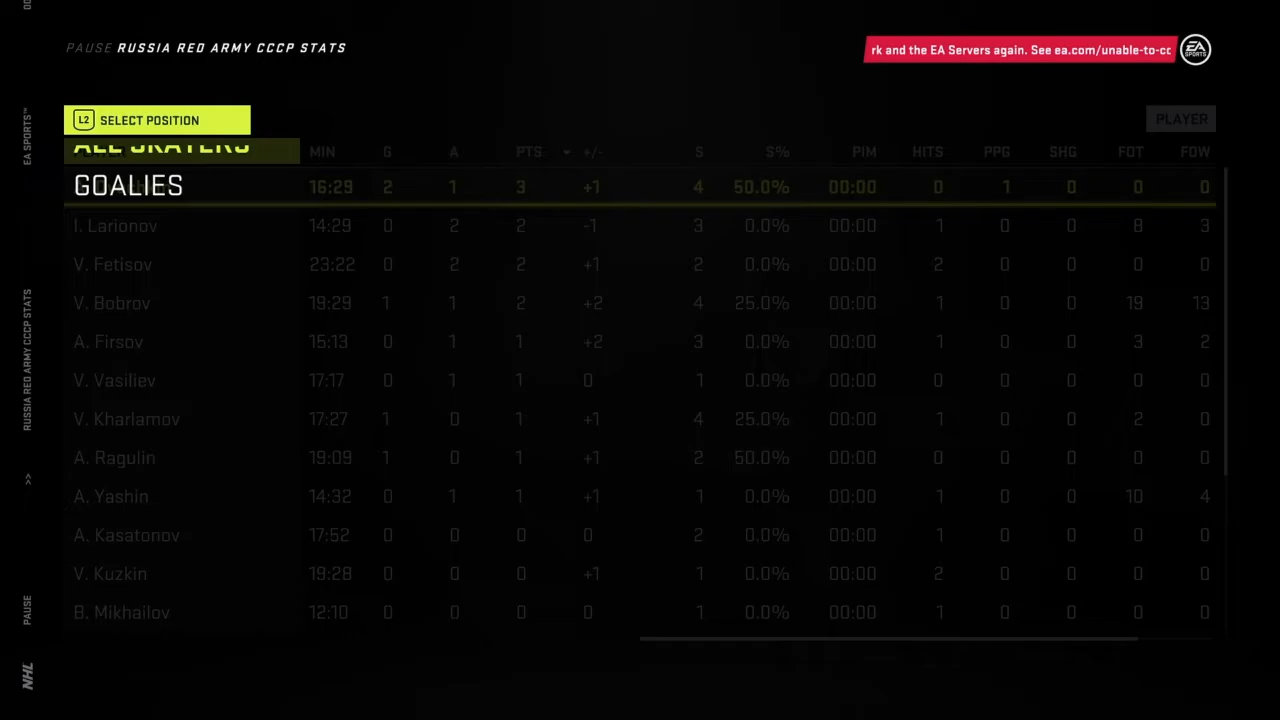 PAUSE RUSSIA RED ARMY CCCP STATS
rk and the EA Servers again. See ea.com/unable-to-cc
EA SPORTS
L2 SELECT POSITION
PLAYER
ALL SKATERS
MIN G A PTS +/- S S% PIM HITS PPG SHG FOT FOW
GOALIES
16:29 2 1 3 +1 4 50.0% 00:00 0 1 0 0 0
I. Larionov 14:29 0 2 2 -1 3 0.0% 00:00 1 0 0 8 3
V. Fetisov 23:22 0 2 2 +1 2 0.0% 00:00 2 0 0 0 0
V. Bobrov 19:29 1 1 2 +2 4 25.0% 00:00 1 0 0 19 13
A. Firsov 15:13 0 1 1 +2 3 0.0% 00:00 1 0 0 3 2
V. Vasiliev 17:17 0 1 1 0 1 0.0% 00:00 0 0 0 0 0
V. Kharlamov 17:27 1 0 1 +1 4 25.0% 00:00 1 0 0 2 0
A. Ragulin 19:09 1 0 1 +1 2 50.0% 00:00 0 0 0 0 0
A. Yashin 14:32 0 1 1 +1 1 0.0% 00:00 1 0 0 10 4
A. Kasatonov 17:52 0 0 0 0 2 0.0% 00:00 1 0 0 0 0
V. Kuzkin 19:28 0 0 0 +1 1 0.0% 00:00 2 0 0 0 0
B. Mikhailov 12:10 0 0 0 0 1 0.0% 00:00 1 0 0 0 0
EA SPORTS™
RUSSIA RED ARMY CCCP STATS
>>
PAUSE
NHL